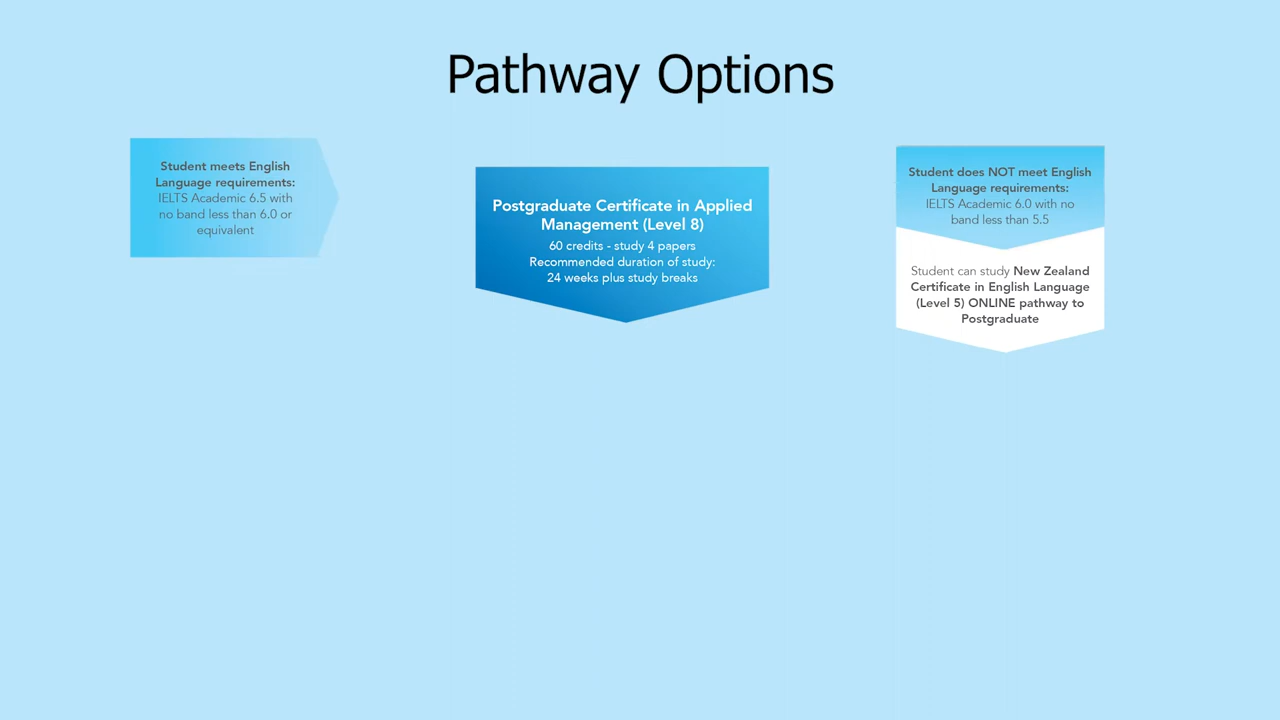 Pathway Options
Student meets English
Language requirements:
IELTS Academic 6.5 with
no band less than 6.0 or
equivalent
Postgraduate Certificate in Applied
Management (Level 8)
60 credits - study 4 papers
Recommended duration of study:
24 weeks plus study breaks
Student does NOT meet English
Language requirements:
IELTS Academic 6.0 with no
band less than 5.5
Student can study New Zealand
Certificate in English Language
(Level 5) ONLINE pathway to
Postgraduate